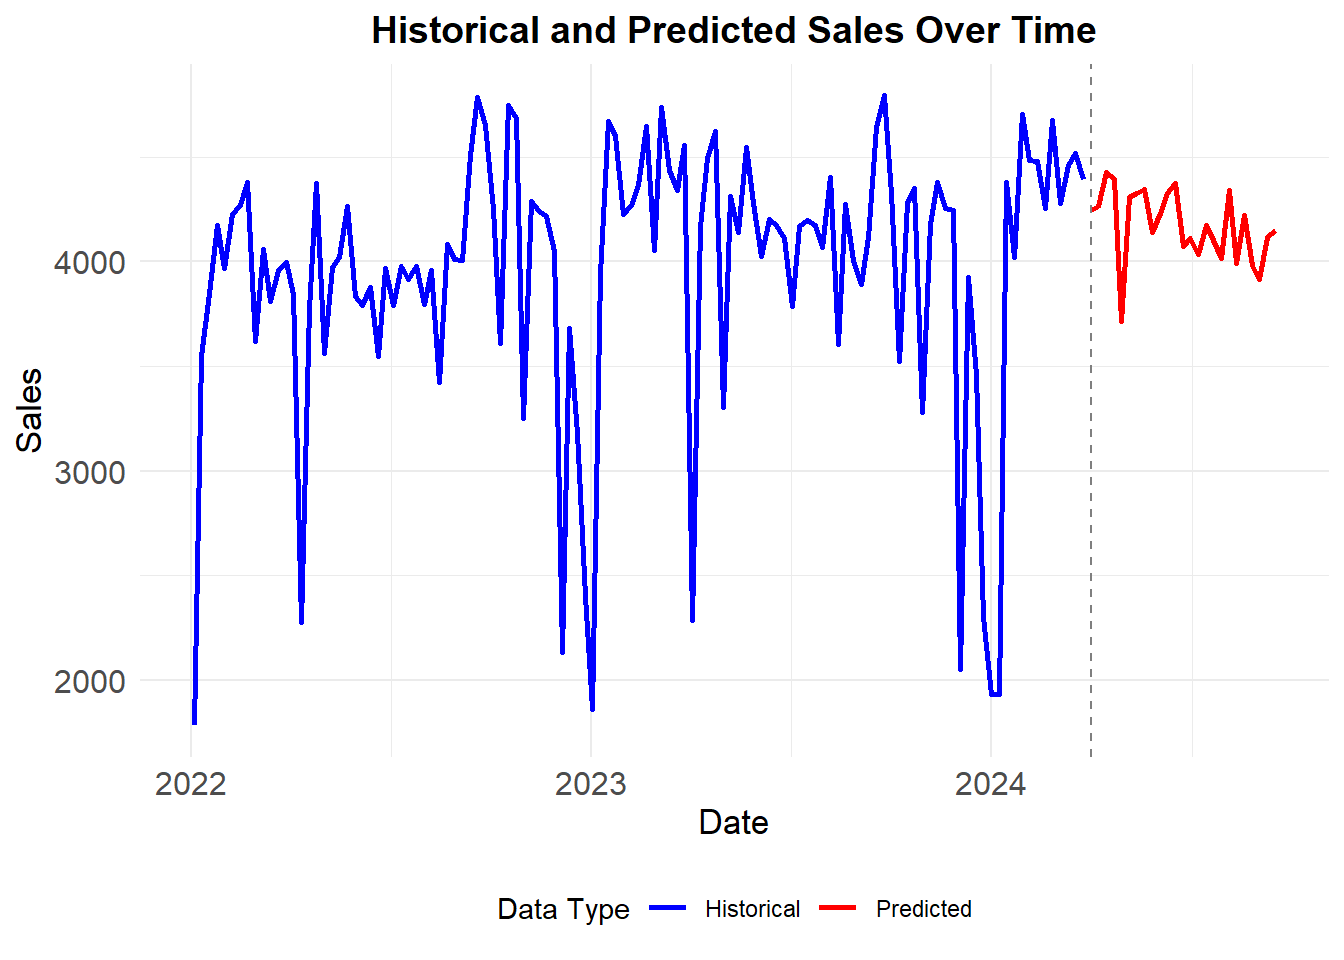 Historical and Predicted Sales Over Time
Sales
4000
3000
2000
2022 2023 2024
Date
Data Type Historical Predicted